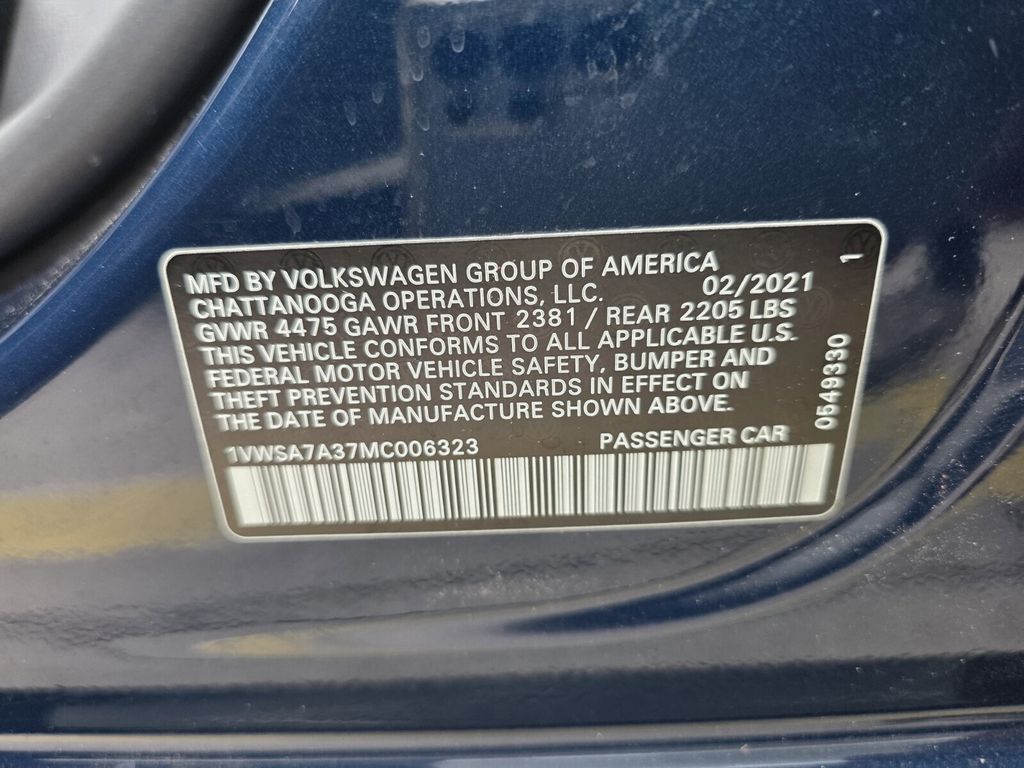 MFD BY VOLKSWAGEN GROUP OF AMERICA
CHATTANOOGA OPERATIONS, LLC. 02/2021
GVWR 4475 GAWR FRONT 2381 / REAR 2205 LBS
THIS VEHICLE CONFORMS TO ALL APPLICABLE U.S.
FEDERAL MOTOR VEHICLE SAFETY, BUMPER AND
THEFT PREVENTION STANDARDS IN EFFECT ON
THE DATE OF MANUFACTURE SHOWN ABOVE.
1VWSA7A37MC006323 PASSENGER CAR
0549330 1